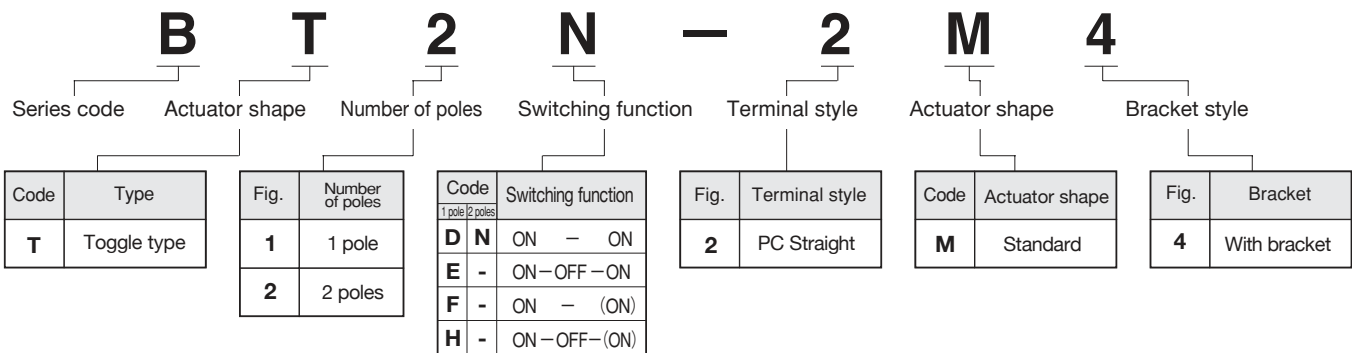 B T 2 N － 2 M 4
Series code Actuator shape Number of poles Switching function Terminal style Actuator shape Bracket style
Code Type
T Toggle type
Fig. Number of poles
1 1 pole
2 2 poles
Code Switching function
1 pole 2 poles
D N ON － ON
E - ON－OFF－ON
F - ON － (ON)
H - ON－OFF－(ON)
Fig. Terminal style
2 PC Straight
Code Actuator shape
M Standard
Fig. Bracket
4 With bracket